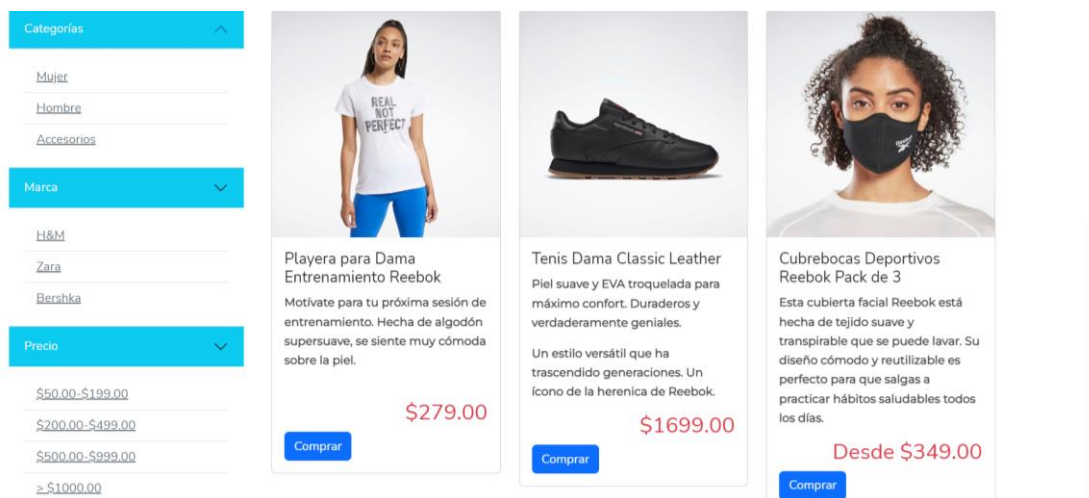 Categorías
Mujer
Hombre
Accesorios
Marca
H&M
Zara
Bershka
Precio
$50.00-$199.00
$200.00-$499.00
$500.00-$999.00
> $1000.00
REAL
NOT
PERFECT
Playera para Dama
Entrenamiento Reebok
Motívate para tu próxima sesión de
entrenamiento. Hecha de algodón
supersuave, se siente muy cómoda
sobre la piel.
$279.00
Comprar
Tenis Dama Classic Leather
Piel suave y EVA troquelada para
máximo confort. Duraderos y
verdaderamente geniales.
Un estilo versátil que ha
trascendido generaciones. Un
ícono de la herenica de Reebok.
$1699.00
Comprar
Reebok
Cubrebocas Deportivos
Reebok Pack de 3
Esta cubierta facial Reebok está
hecha de tejido suave y
transpirable que se puede lavar. Su
diseño cómodo y reutilizable es
perfecto para que salgas a
practicar hábitos saludables todos
los días.
Desde $349.00
Comprar